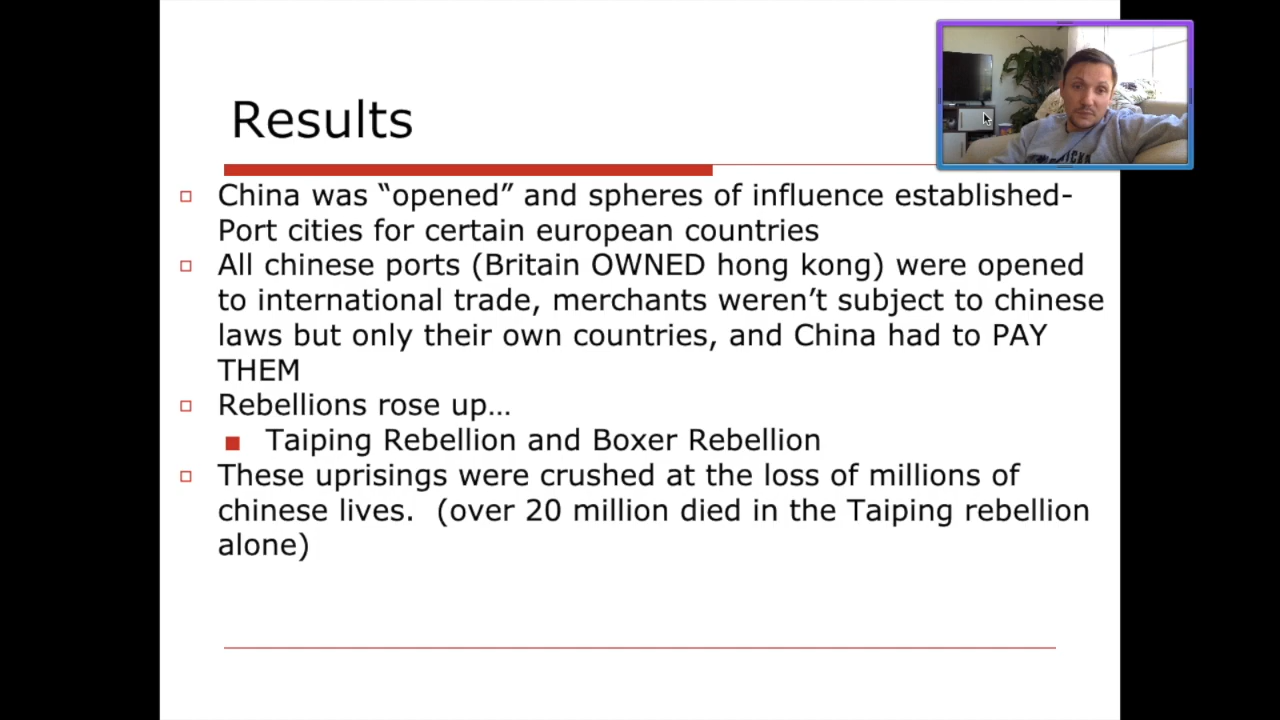 Results
China was “opened” and spheres of influence established-
Port cities for certain european countries
All chinese ports (Britain OWNED hong kong) were opened
to international trade, merchants weren’t subject to chinese
laws but only their own countries, and China had to PAY
THEM
Rebellions rose up…
Taiping Rebellion and Boxer Rebellion
These uprisings were crushed at the loss of millions of
chinese lives.  (over 20 million died in the Taiping rebellion
alone)